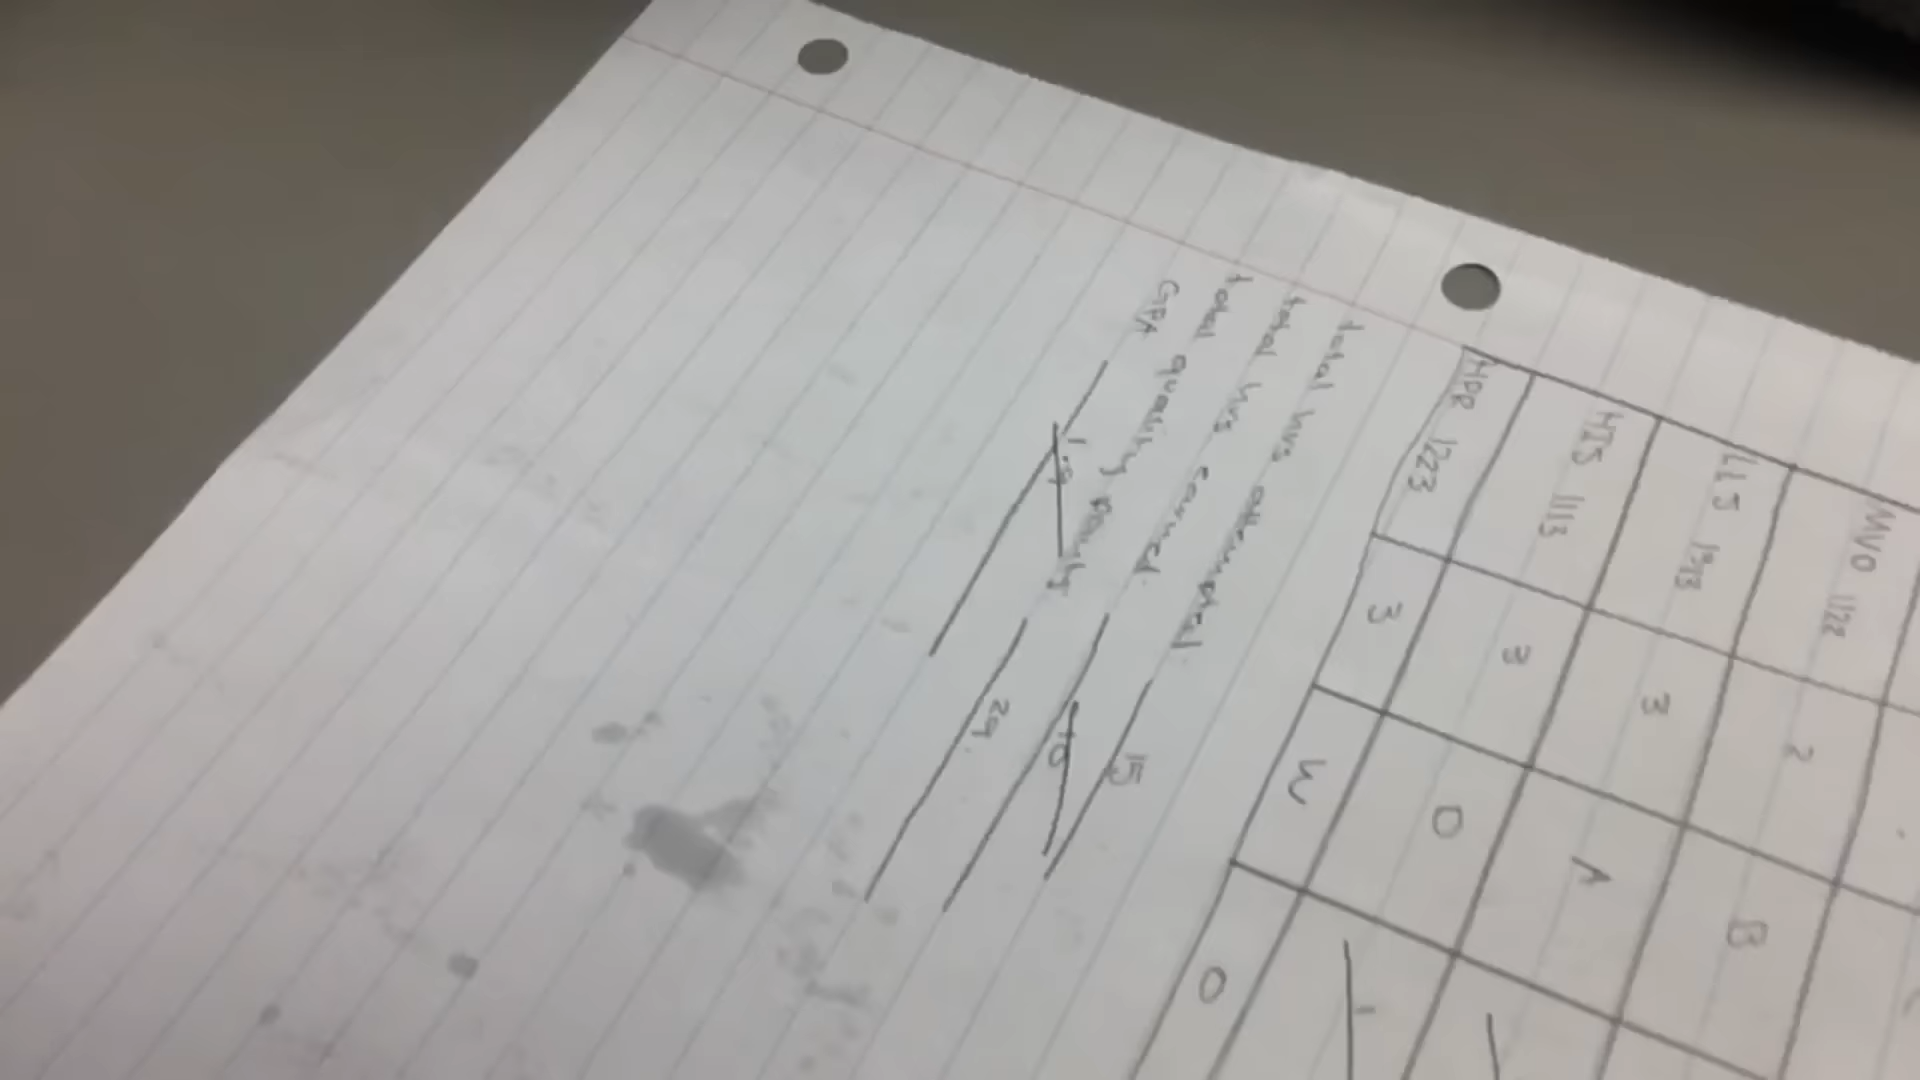 MVO 1122 2
LLS 1313 3 B
HIS 1113 3 A
HPR 1223 3 W 0
total hrs attempted 15
total hrs earned
total quality points 29
GPA 1.9